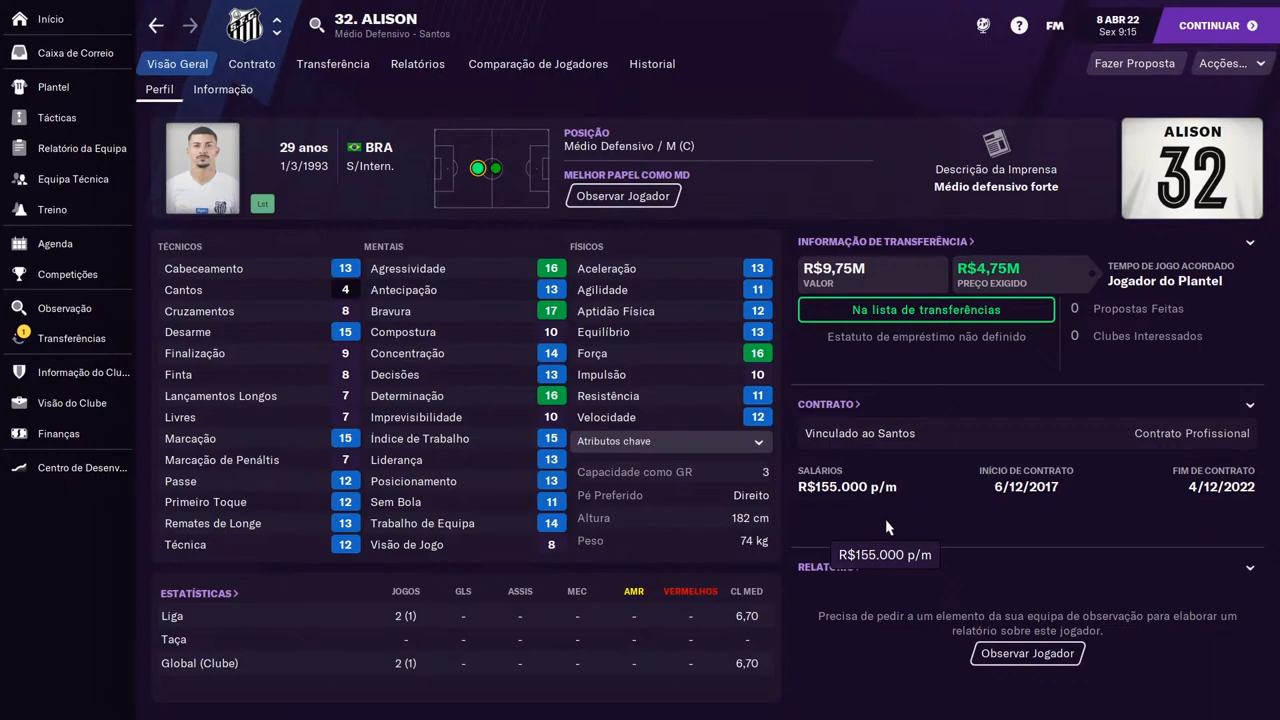 Início
Caixa de Correio
Plantel
Tácticas
Relatório da Equipa
Equipa Técnica
Treino
Agenda
Competições
Observação
1
Transferências
Informação do Clu...
Visão do Clube
Finanças
Centro de Desenv...
32. ALISON
Médio Defensivo - Santos
FM
8 ABR 22
Sex 9:15
CONTINUAR
Visão Geral
Contrato
Transferência
Relatórios
Comparação de Jogadores
Historial
Fazer Proposta
Acções...
Perfil
Informação
29 anos
1/3/1993
BRA
S/Intern.
Lst
POSIÇÃO
Médio Defensivo / M (C)
MELHOR PAPEL COMO MD
Observar Jogador
Descrição da Imprensa
Médio defensivo forte
ALISON
32
TÉCNICOS
Cabeceamento 13
Cantos 4
Cruzamentos 8
Desarme 15
Finalização 9
Finta 8
Lançamentos Longos 7
Livres 7
Marcação 15
Marcação de Penáltis 7
Passe 12
Primeiro Toque 12
Remates de Longe 13
Técnica 12
MENTAIS
Agressividade 16
Antecipação 13
Bravura 17
Compostura 10
Concentração 14
Decisões 13
Determinação 16
Imprevisibilidade 10
Índice de Trabalho 15
Liderança 13
Posicionamento 13
Sem Bola 11
Trabalho de Equipa 14
Visão de Jogo 8
FÍSICOS
Aceleração 13
Agilidade 11
Aptidão Física 12
Equilíbrio 13
Força 16
Impulsão 10
Resistência 11
Velocidade 12
Atributos chave
Capacidade como GR 3
Pé Preferido Direito
Altura 182 cm
Peso 74 kg
INFORMAÇÃO DE TRANSFERÊNCIA >
R$9,75M
VALOR
R$4,75M
PREÇO EXIGIDO
TEMPO DE JOGO ACORDADO
Jogador do Plantel
Na lista de transferências
Estatuto de empréstimo não definido
0 Propostas Feitas
0 Clubes Interessados
CONTRATO >
Vinculado ao Santos Contrato Profissional
SALÁRIOS INÍCIO DE CONTRATO FIM DE CONTRATO
R$155.000 p/m 6/12/2017 4/12/2022
R$155.000 p/m
Precisa de pedir a um elemento da sua equipa de observação para elaborar um
relatório sobre este jogador.
Observar Jogador
ESTATÍSTICAS > JOGOS GLS ASSIS MEC AMR VERMELHOS CL MED
Liga 2 (1) - - - - - 6,70
Taça - - - - - - -
Global (Clube) 2 (1) - - - - - 6,70